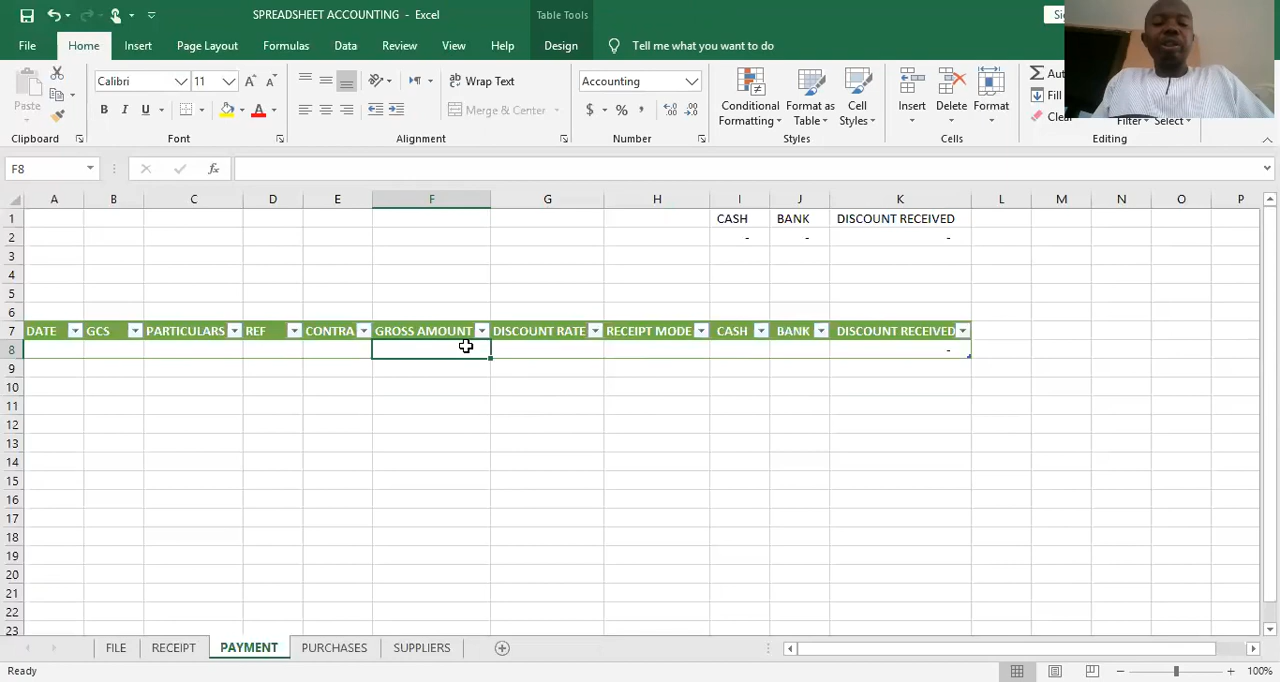 SPREADSHEET ACCOUNTING - Excel
Table Tools
File Home Insert Page Layout Formulas Data Review View Help Design Tell me what you want to do
Paste
Calibri 11
B I U
Wrap Text
Merge & Center
Accounting
$ % ,
Conditional Formatting
Format as Table
Cell Styles
Insert Delete Format
Fill
Filter Select
Clipboard Font Alignment Number Styles Cells Editing
F8 fx
A B C D E F G H I J K L M N O P
1 CASH BANK DISCOUNT RECEIVED
2 - - -
3
4
5
6
7 DATE GCS PARTICULARS REF CONTRA GROSS AMOUNT DISCOUNT RATE RECEIPT MODE CASH BANK DISCOUNT RECEIVED
8 -
9
10
11
12
13
14
15
16
17
18
19
20
21
22
23
FILE RECEIPT PAYMENT PURCHASES SUPPLIERS
Ready 100%